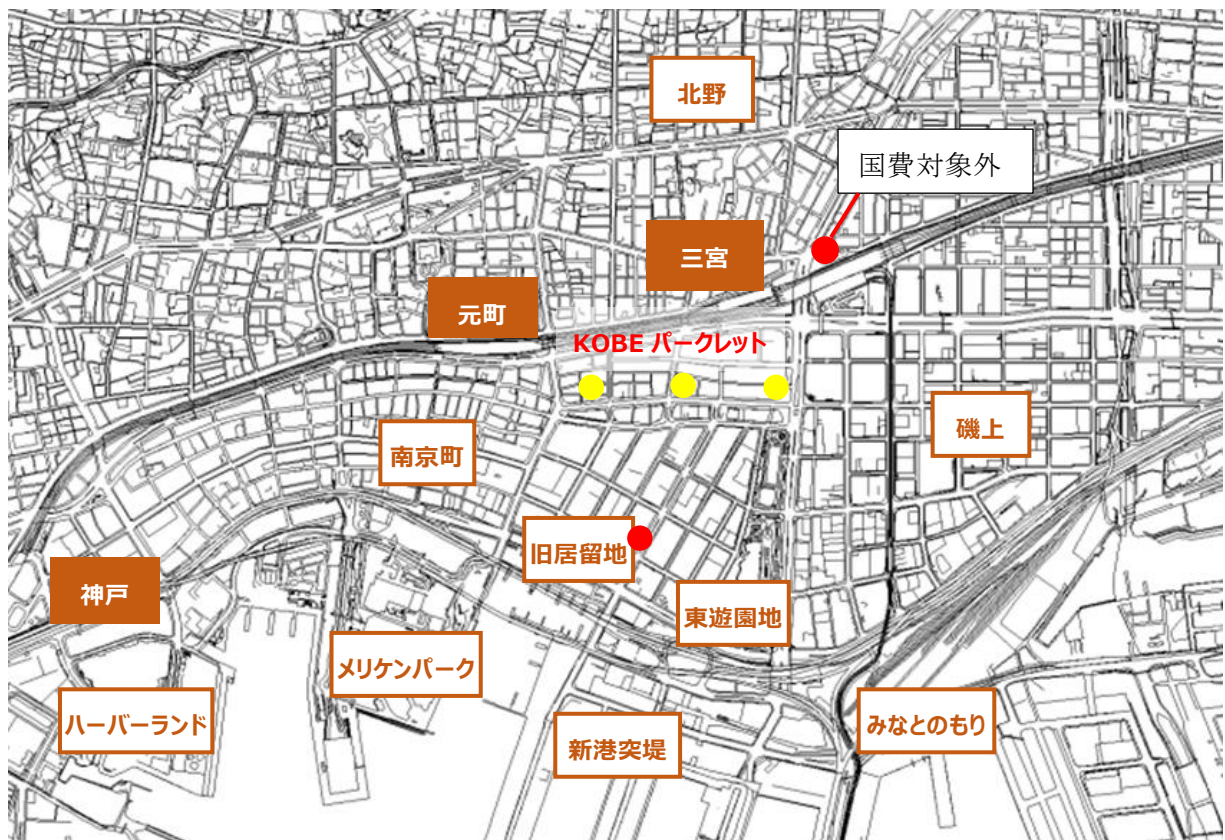 北野
国費対象外
三宮
元町
KOBE パークレット
磯上
南京町
旧居留地
神戸
東遊園地
メリケンパーク
ハーバーランド
みなとのもり
新港突堤